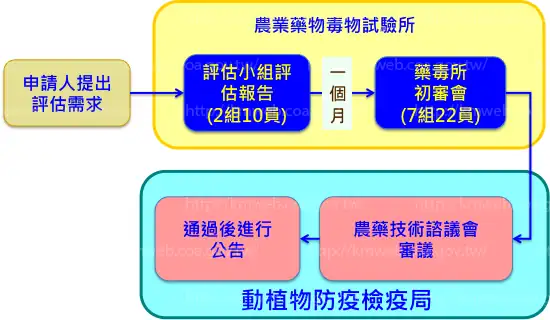 農業藥物毒物試驗所
申請人提出
評估需求
評估小組評
估報告
(2組10員)
一
個
月
藥毒所
初審會
(7組22員)
農藥技術諮議會
審議
通過後進行
公告
動植物防疫檢疫局